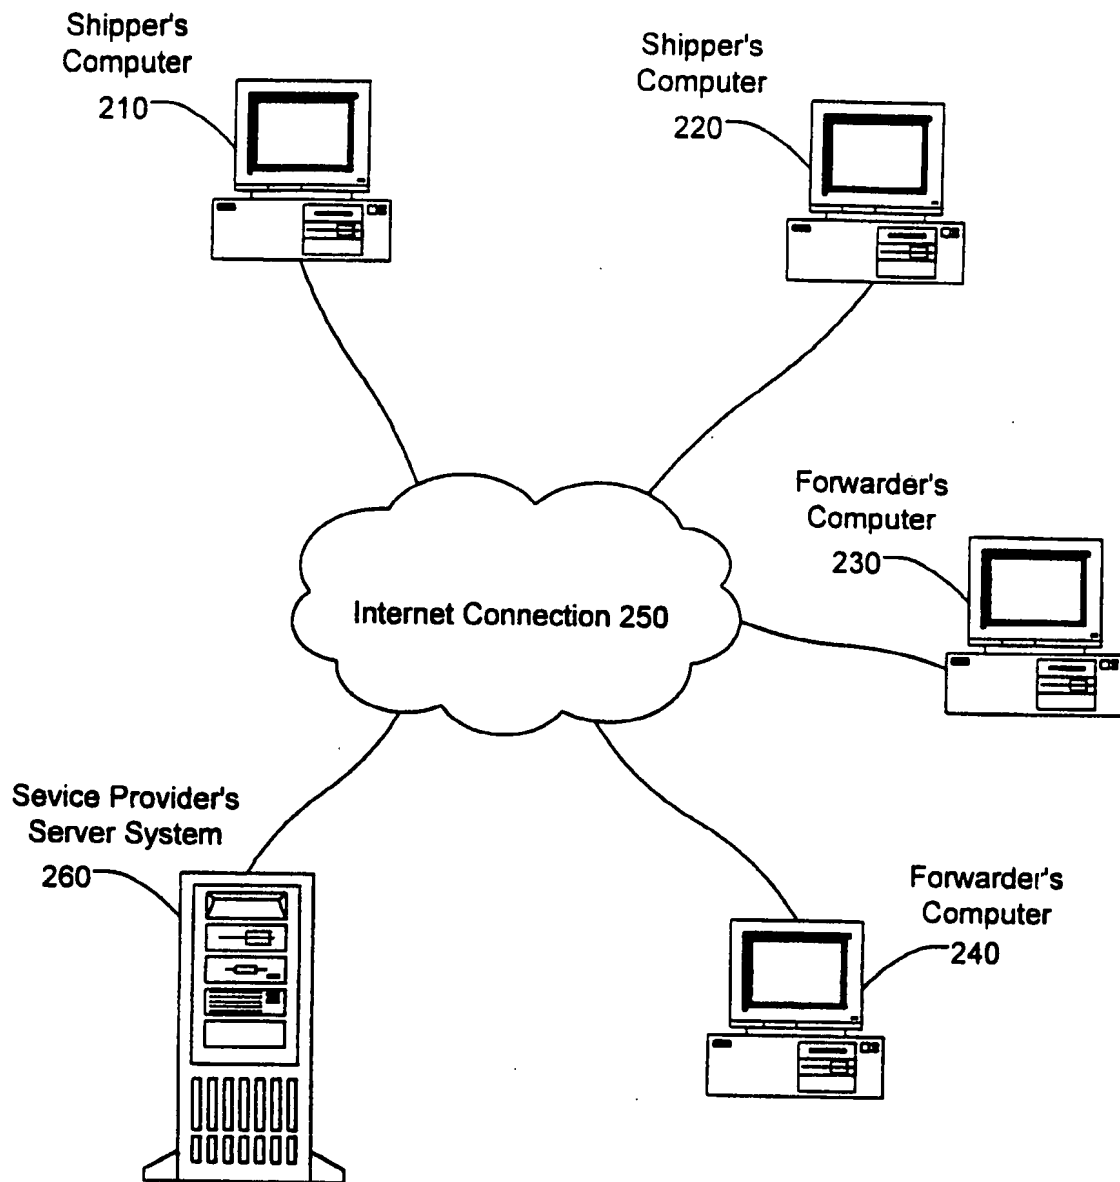 Shipper's
Computer
210
Shipper's
Computer
220
Forwarder's
Computer
230
Internet Connection 250
Sevice Provider's
Server System
260
Forwarder's
Computer
240